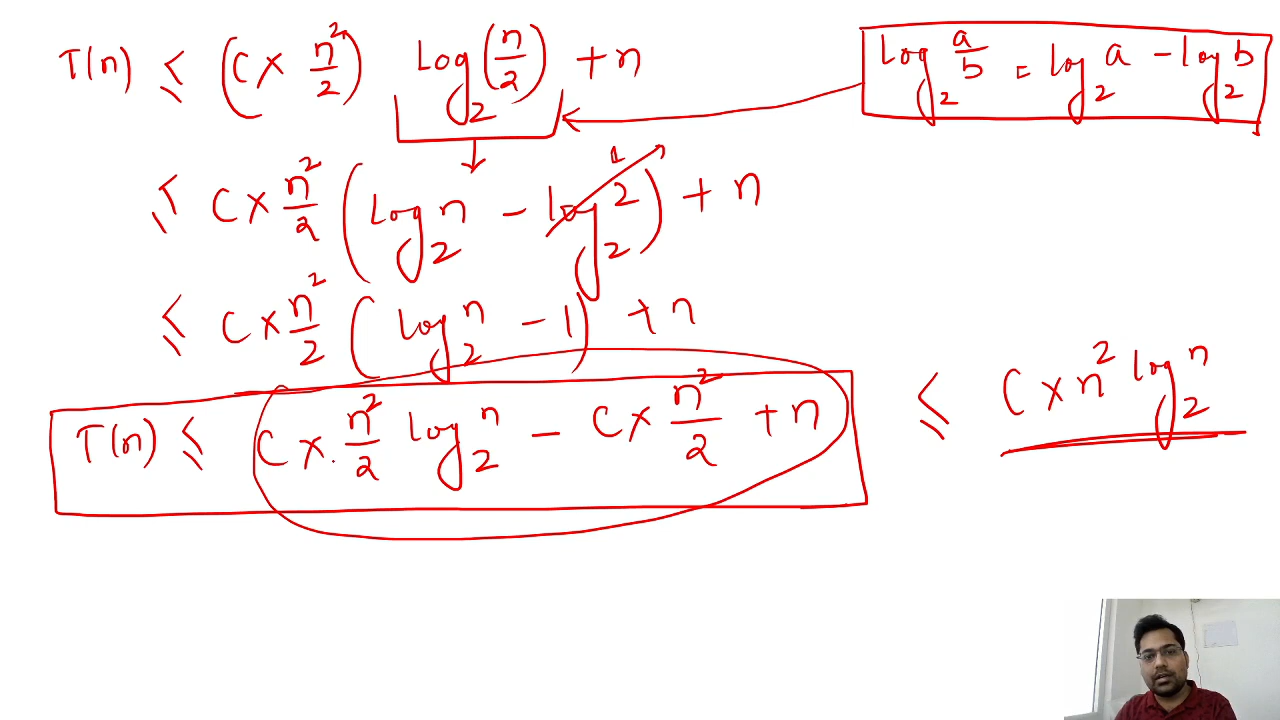 T(n) ≤ (C × n²/2) log₂(n/2) + n
log₂ a/b = log₂ a - log₂ b
≤ C × n²/2 (log₂ n - log₂ 2) + n
1
≤ C × n²/2 (log₂ n - 1) + n
T(n) ≤ C × n²/2 log₂ n - C × n²/2 + n ≤ C × n² log₂ n